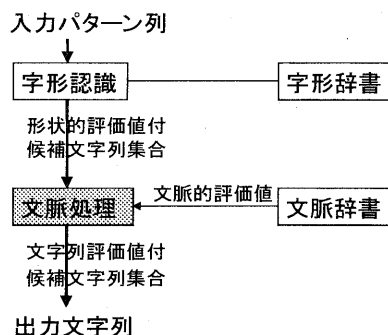 入力パターン列
字形認識
字形辞書
形状的評価値付
候補文字列集合
文脈的評価値
文脈処理
文脈辞書
文字列評価値付
候補文字列集合
出力文字列